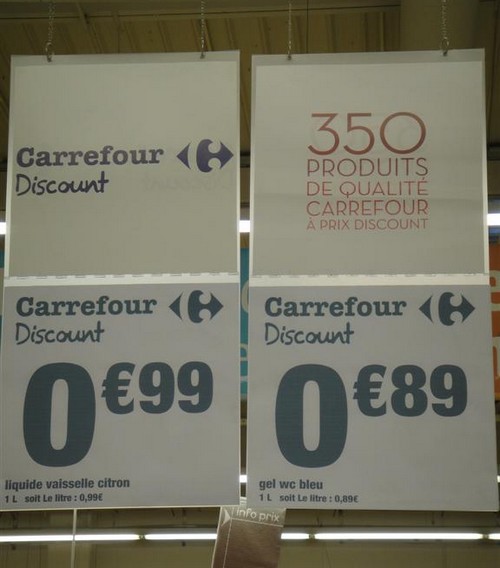 Carrefour
Discount
350
PRODUITS
DE QUALITÉ
CARREFOUR
À PRIX DISCOUNT
Carrefour
Discount
0€99
liquide vaisselle citron
1 L soit Le litre : 0,99€
Carrefour
Discount
0€89
gel wc bleu
1 L soit Le litre : 0,89€
info prix